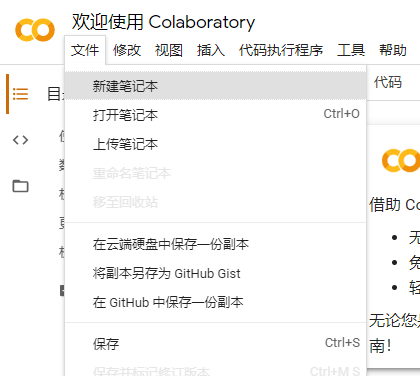 欢迎使用 Colaboratory
文件 修改 视图 插入 代码执行程序 工具 帮助
新建笔记本
打开笔记本 Ctrl+O
上传笔记本
重命名笔记本
移至回收站
在云端硬盘中保存一份副本
将副本另存为 GitHub Gist
在 GitHub 中保存一份副本
保存 Ctrl+S
保存并标记修订版本 Ctrl+M S
目
代码
借助 Co
无
免
轻
无论您是
南！